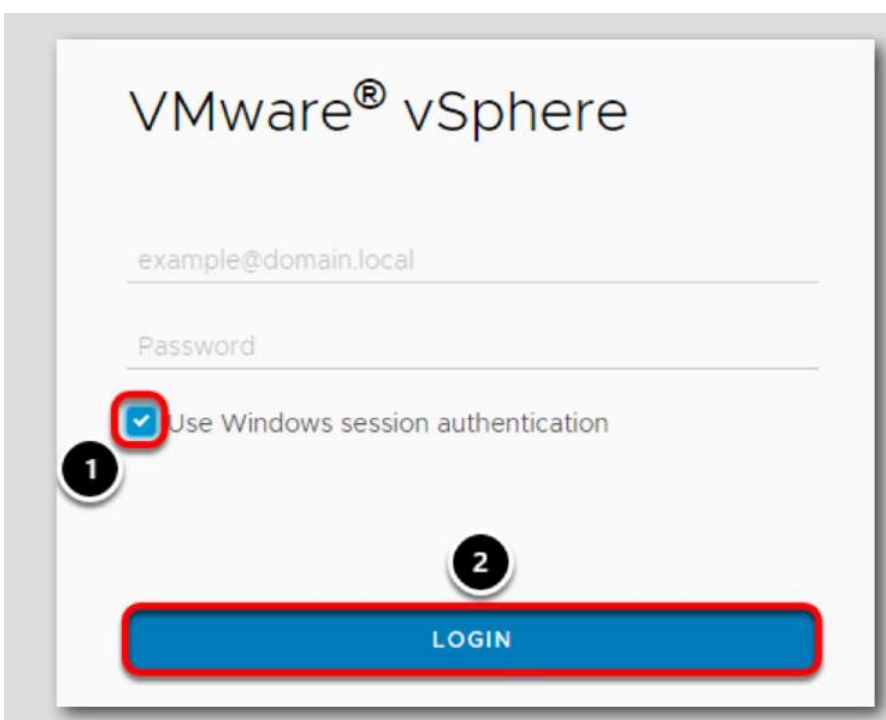 VMware® vSphere
example@domain.local
Password
Use Windows session authentication
1
2
LOGIN